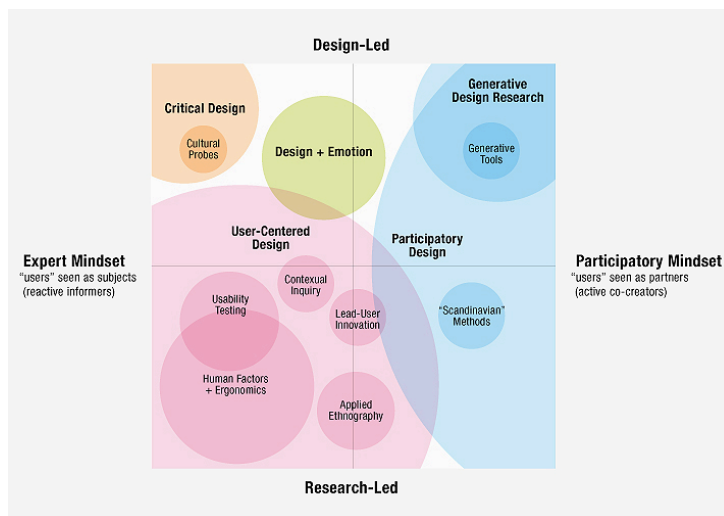 Design-Led
Generative
Design Research
Critical Design
Cultural
Probes
Design + Emotion
Generative
Tools
User-Centered
Design
Participatory
Design
Expert Mindset
"users" seen as subjects
(reactive informers)
Participatory Mindset
"users" seen as partners
(active co-creators)
Contexual
Inquiry
Usability
Testing
Lead-User
Innovation
"Scandinavian"
Methods
Human Factors
+ Ergonomics
Applied
Ethnography
Research-Led